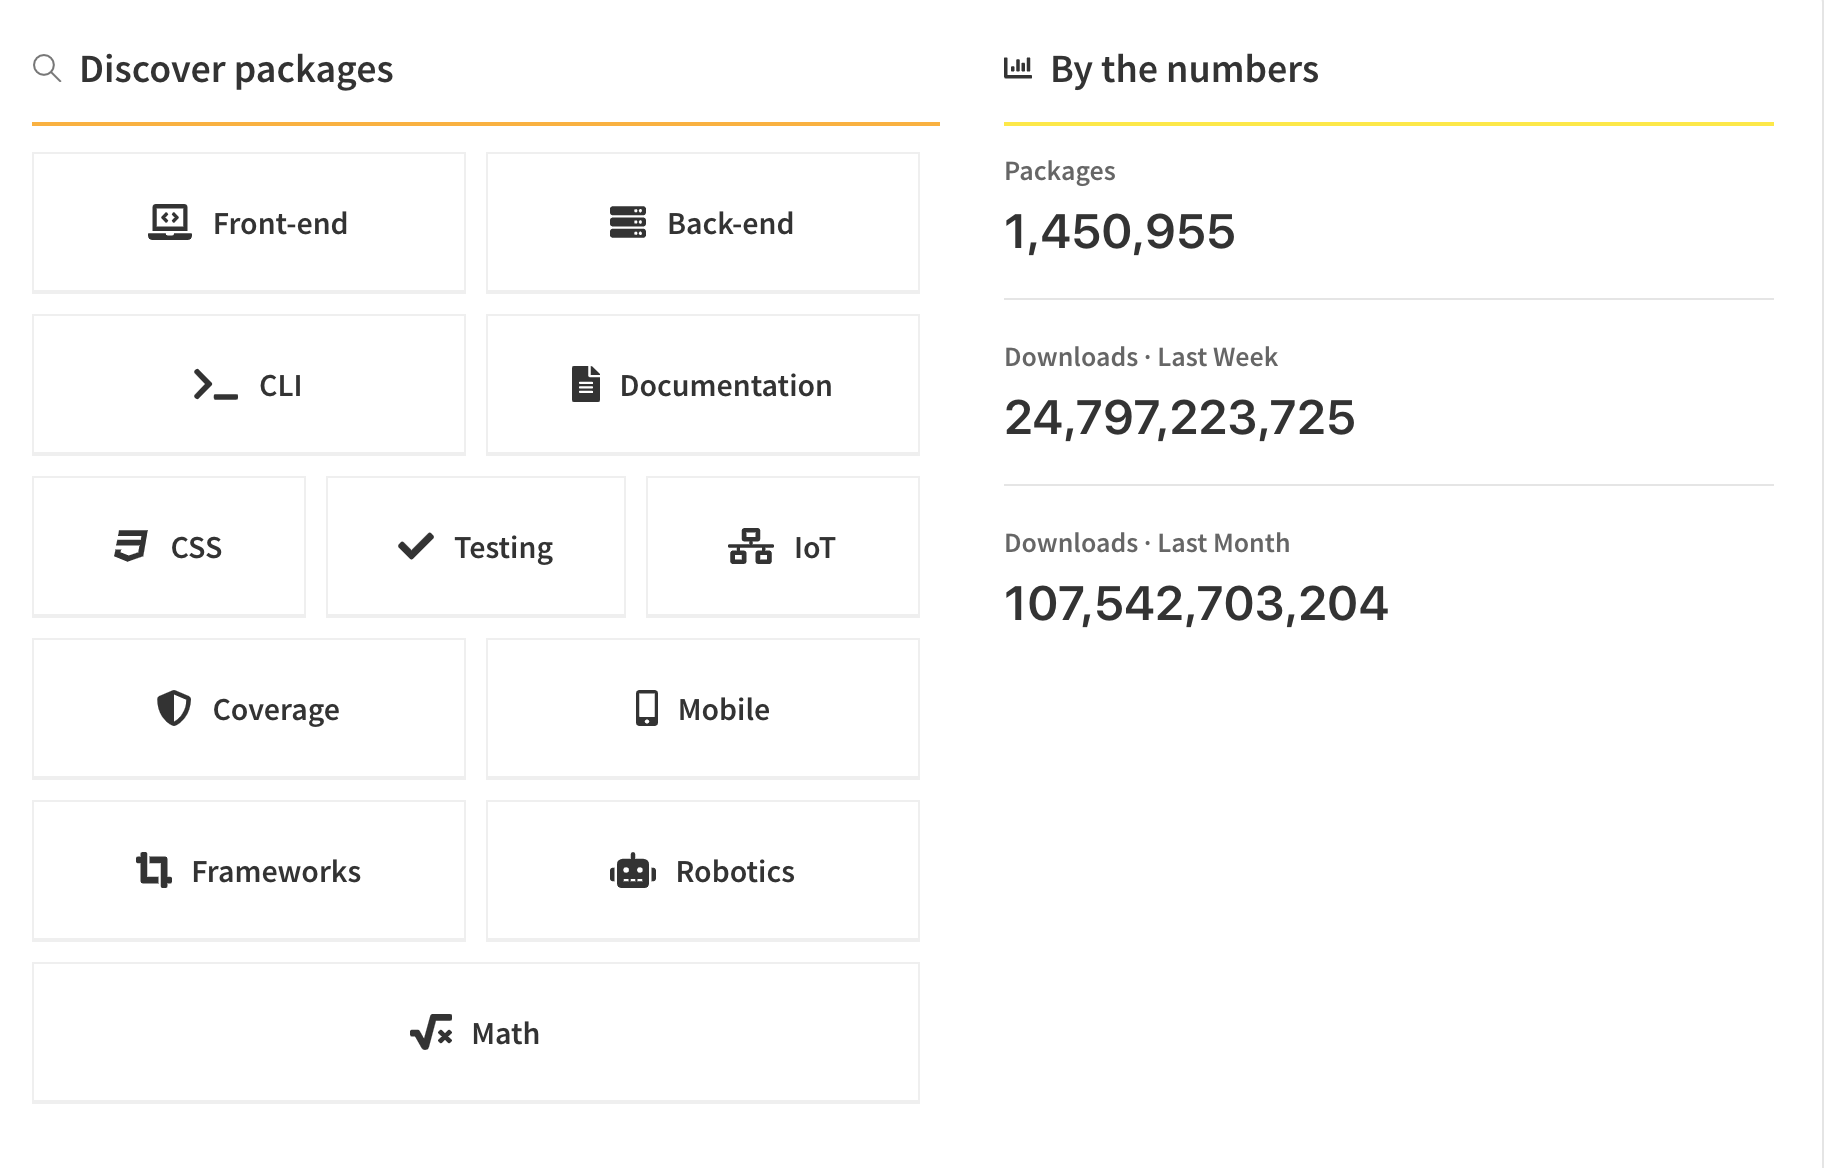 Discover packages
Front-end
Back-end
CLI
Documentation
CSS
Testing
IoT
Coverage
Mobile
Frameworks
Robotics
Math
By the numbers
Packages
1,450,955
Downloads · Last Week
24,797,223,725
Downloads · Last Month
107,542,703,204